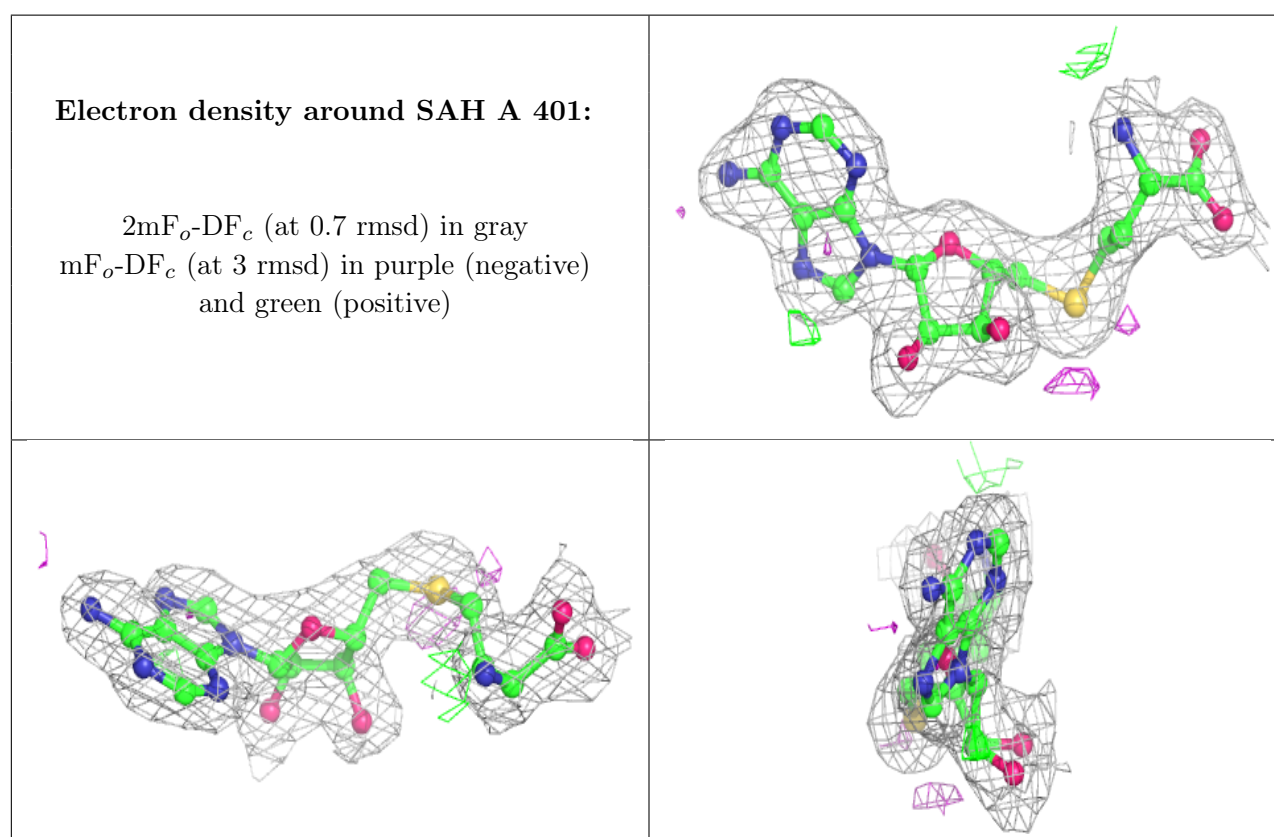 Electron density around SAH A 401:
2mFo-DFc (at 0.7 rmsd) in gray
mFo-DFc (at 3 rmsd) in purple (negative)
and green (positive)